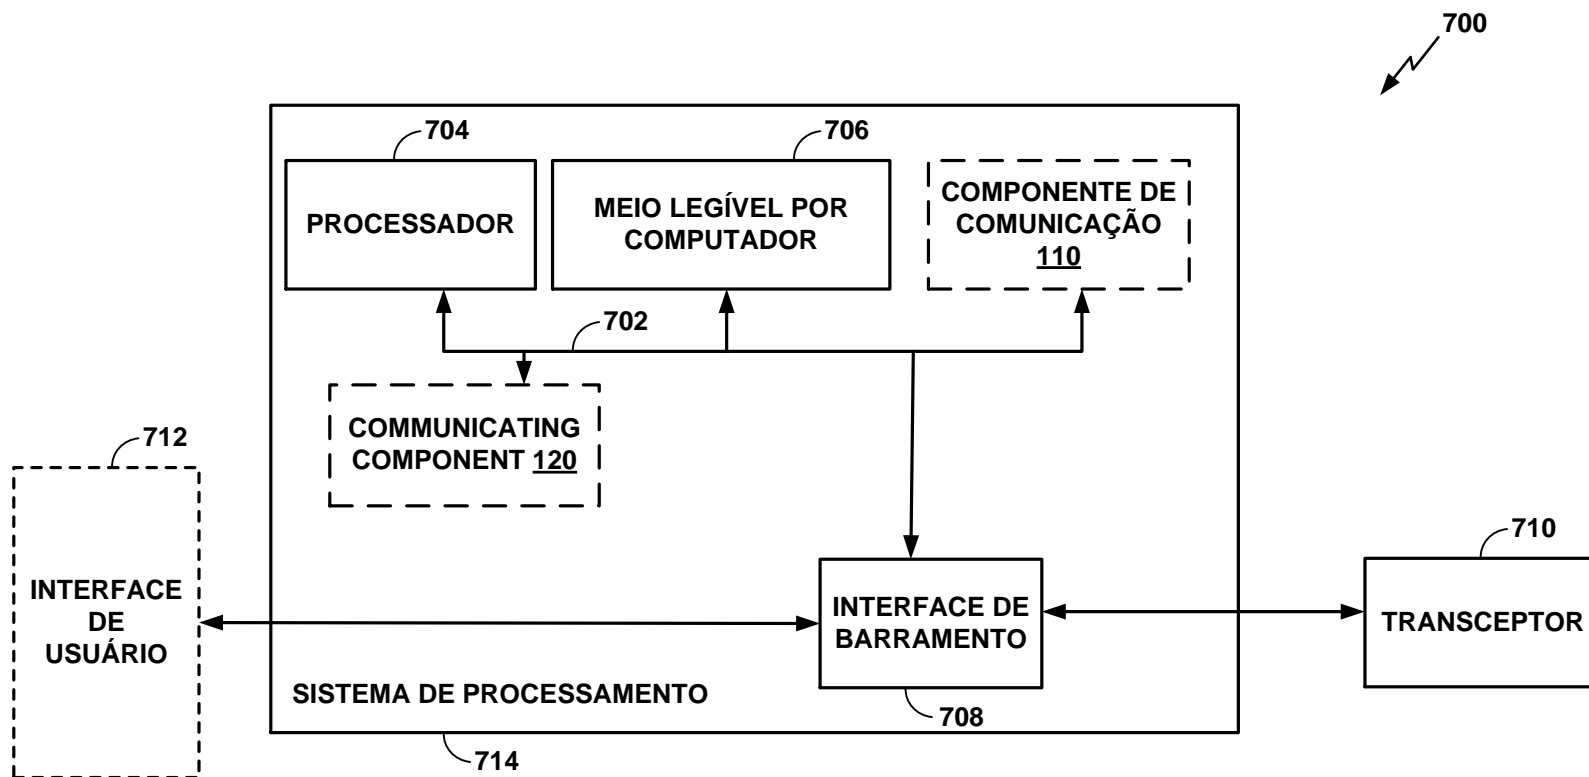 700
704
706
PROCESSADOR
MEIO LEGÍVEL POR
COMPUTADOR
COMPONENTE DE
COMUNICAÇÃO
110
702
COMMUNICATING
COMPONENT 120
712
INTERFACE
DE
USUÁRIO
INTERFACE DE
BARRAMENTO
710
TRANSCEPTOR
SISTEMA DE PROCESSAMENTO
708
714